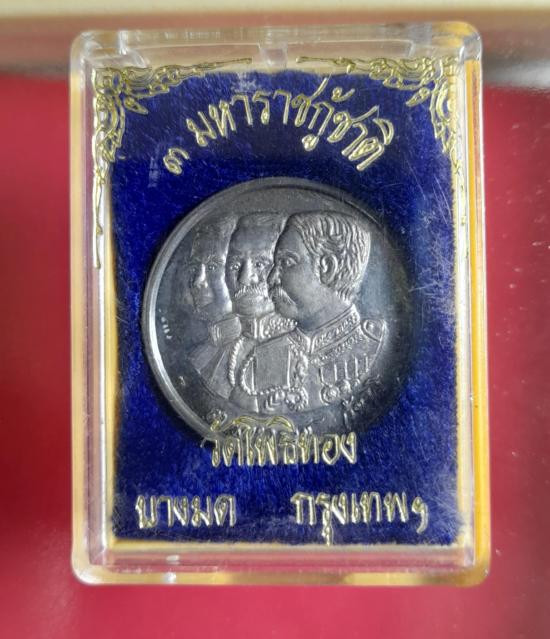 ๓ มหาราชกู้ชาติ
วัดโพธิทอง
บางมด กรุงเทพฯ